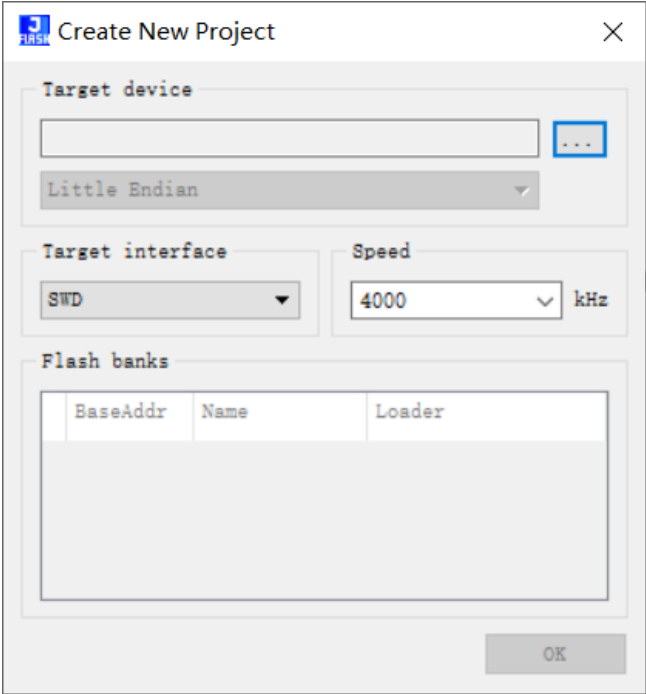 J
FLASH
Create New Project
Target device
...
Little Endian
Target interface
SWD
Speed
4000
kHz
Flash banks
BaseAddr Name Loader
OK